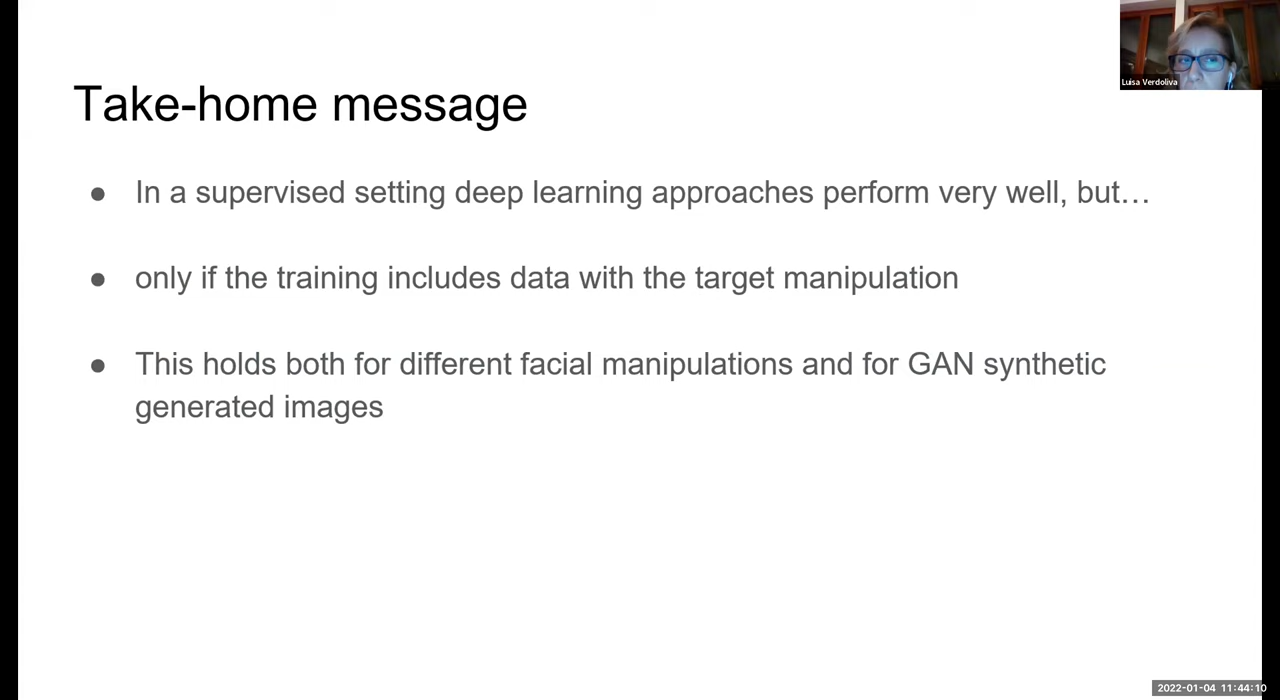 Luisa Verdoliva
Take-home message
● In a supervised setting deep learning approaches perform very well, but…
● only if the training includes data with the target manipulation
● This holds both for different facial manipulations and for GAN synthetic
generated images
2022-01-04 11:44:10